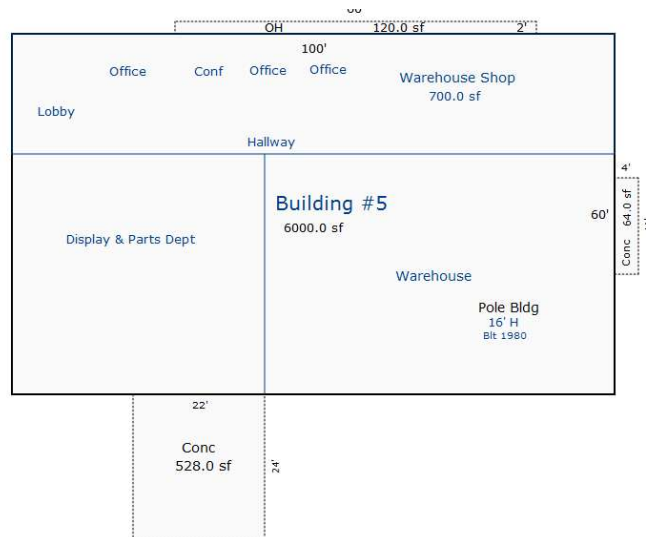 OH 120.0 sf 2'
100'
Office Conf Office Office
Warehouse Shop
700.0 sf
Lobby
Hallway
4'
Building #5
6000.0 sf
60'
Conc 64.0 sf
Display & Parts Dept
Warehouse
Pole Bldg
16' H
Blt 1980
22'
Conc
528.0 sf
24'